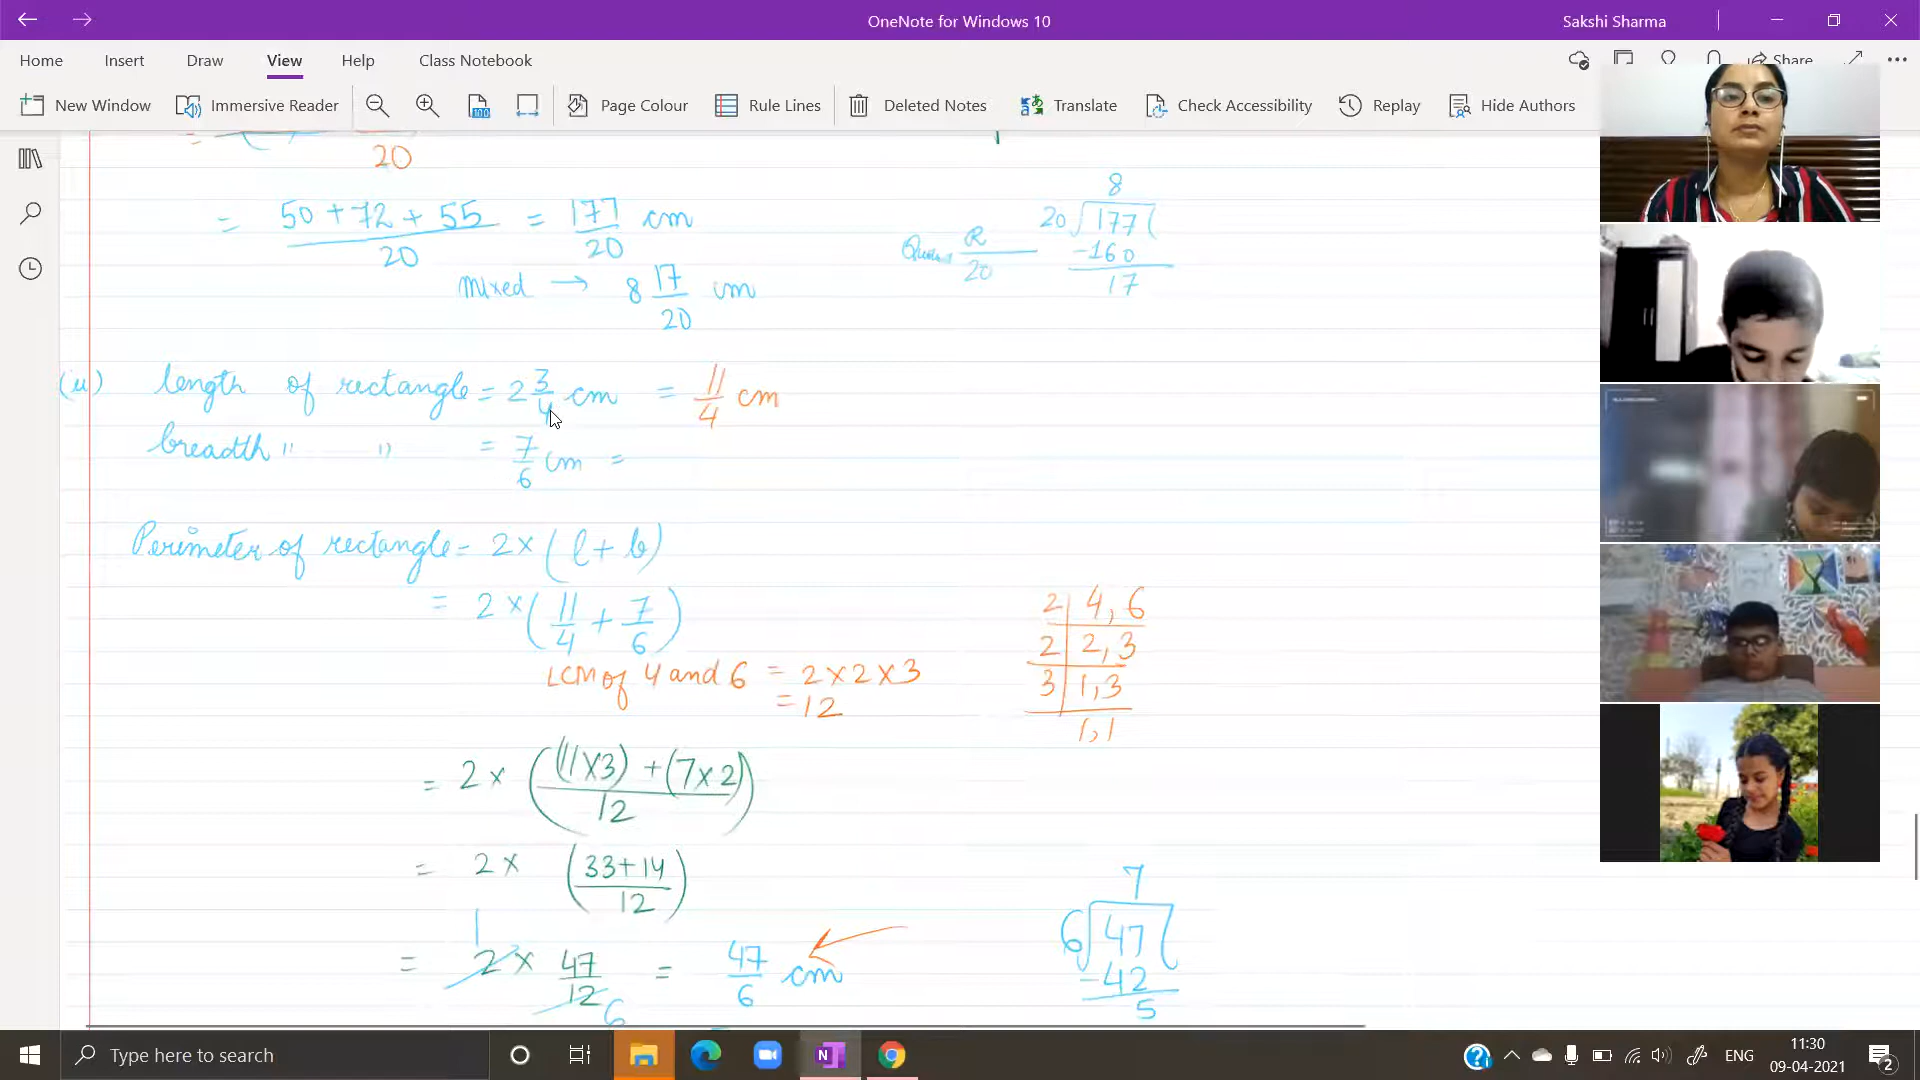 OneNote for Windows 10
Sakshi Sharma
Home Insert Draw View Help Class Notebook
Share
New Window Immersive Reader 100 Page Colour Rule Lines Deleted Notes Translate Check Accessibility Replay Hide Authors
=
20
= 50 + 72 + 55 / 20 = 177/20 cm
mixed → 8 17/20 cm
R/20
8
20 ) 177 (
-160
17
(ii) length of rectangle = 2 3/4 cm = 11/4 cm
breadth " " = 7/6 cm =
Perimeter of rectangle = 2 × (l + b)
= 2 × (11/4 + 7/6)
LCM of 4 and 6 = 2 × 2 × 3
= 12
2 | 4, 6
2 | 2, 3
3 | 1, 3
1, 1
= 2 × ((11×3) + (7×2) / 12)
= 2 × (33+14 / 12)
1
= 2 × 47/12 = 47/6 cm
6
7
6 ) 47 (
-42
5
Type here to search
ENG
11:30
09-04-2021
2